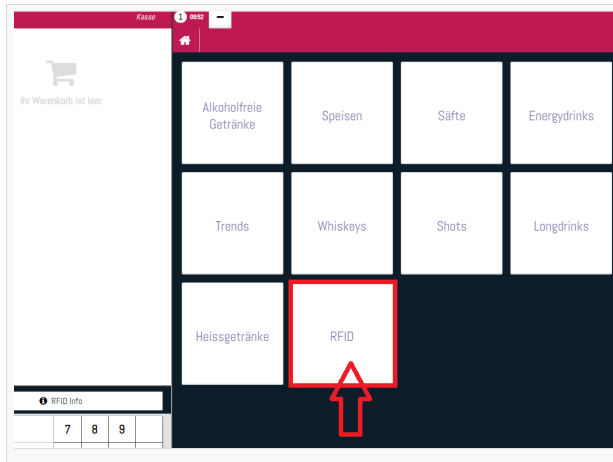 Kasse
1 08:52
Ihr Warenkorb ist leer
Alkoholfreie
Getränke
Speisen
Säfte
Energydrinks
Trends
Whiskeys
Shots
Longdrinks
Heissgetränke
RFID
RFID Info
7 8 9